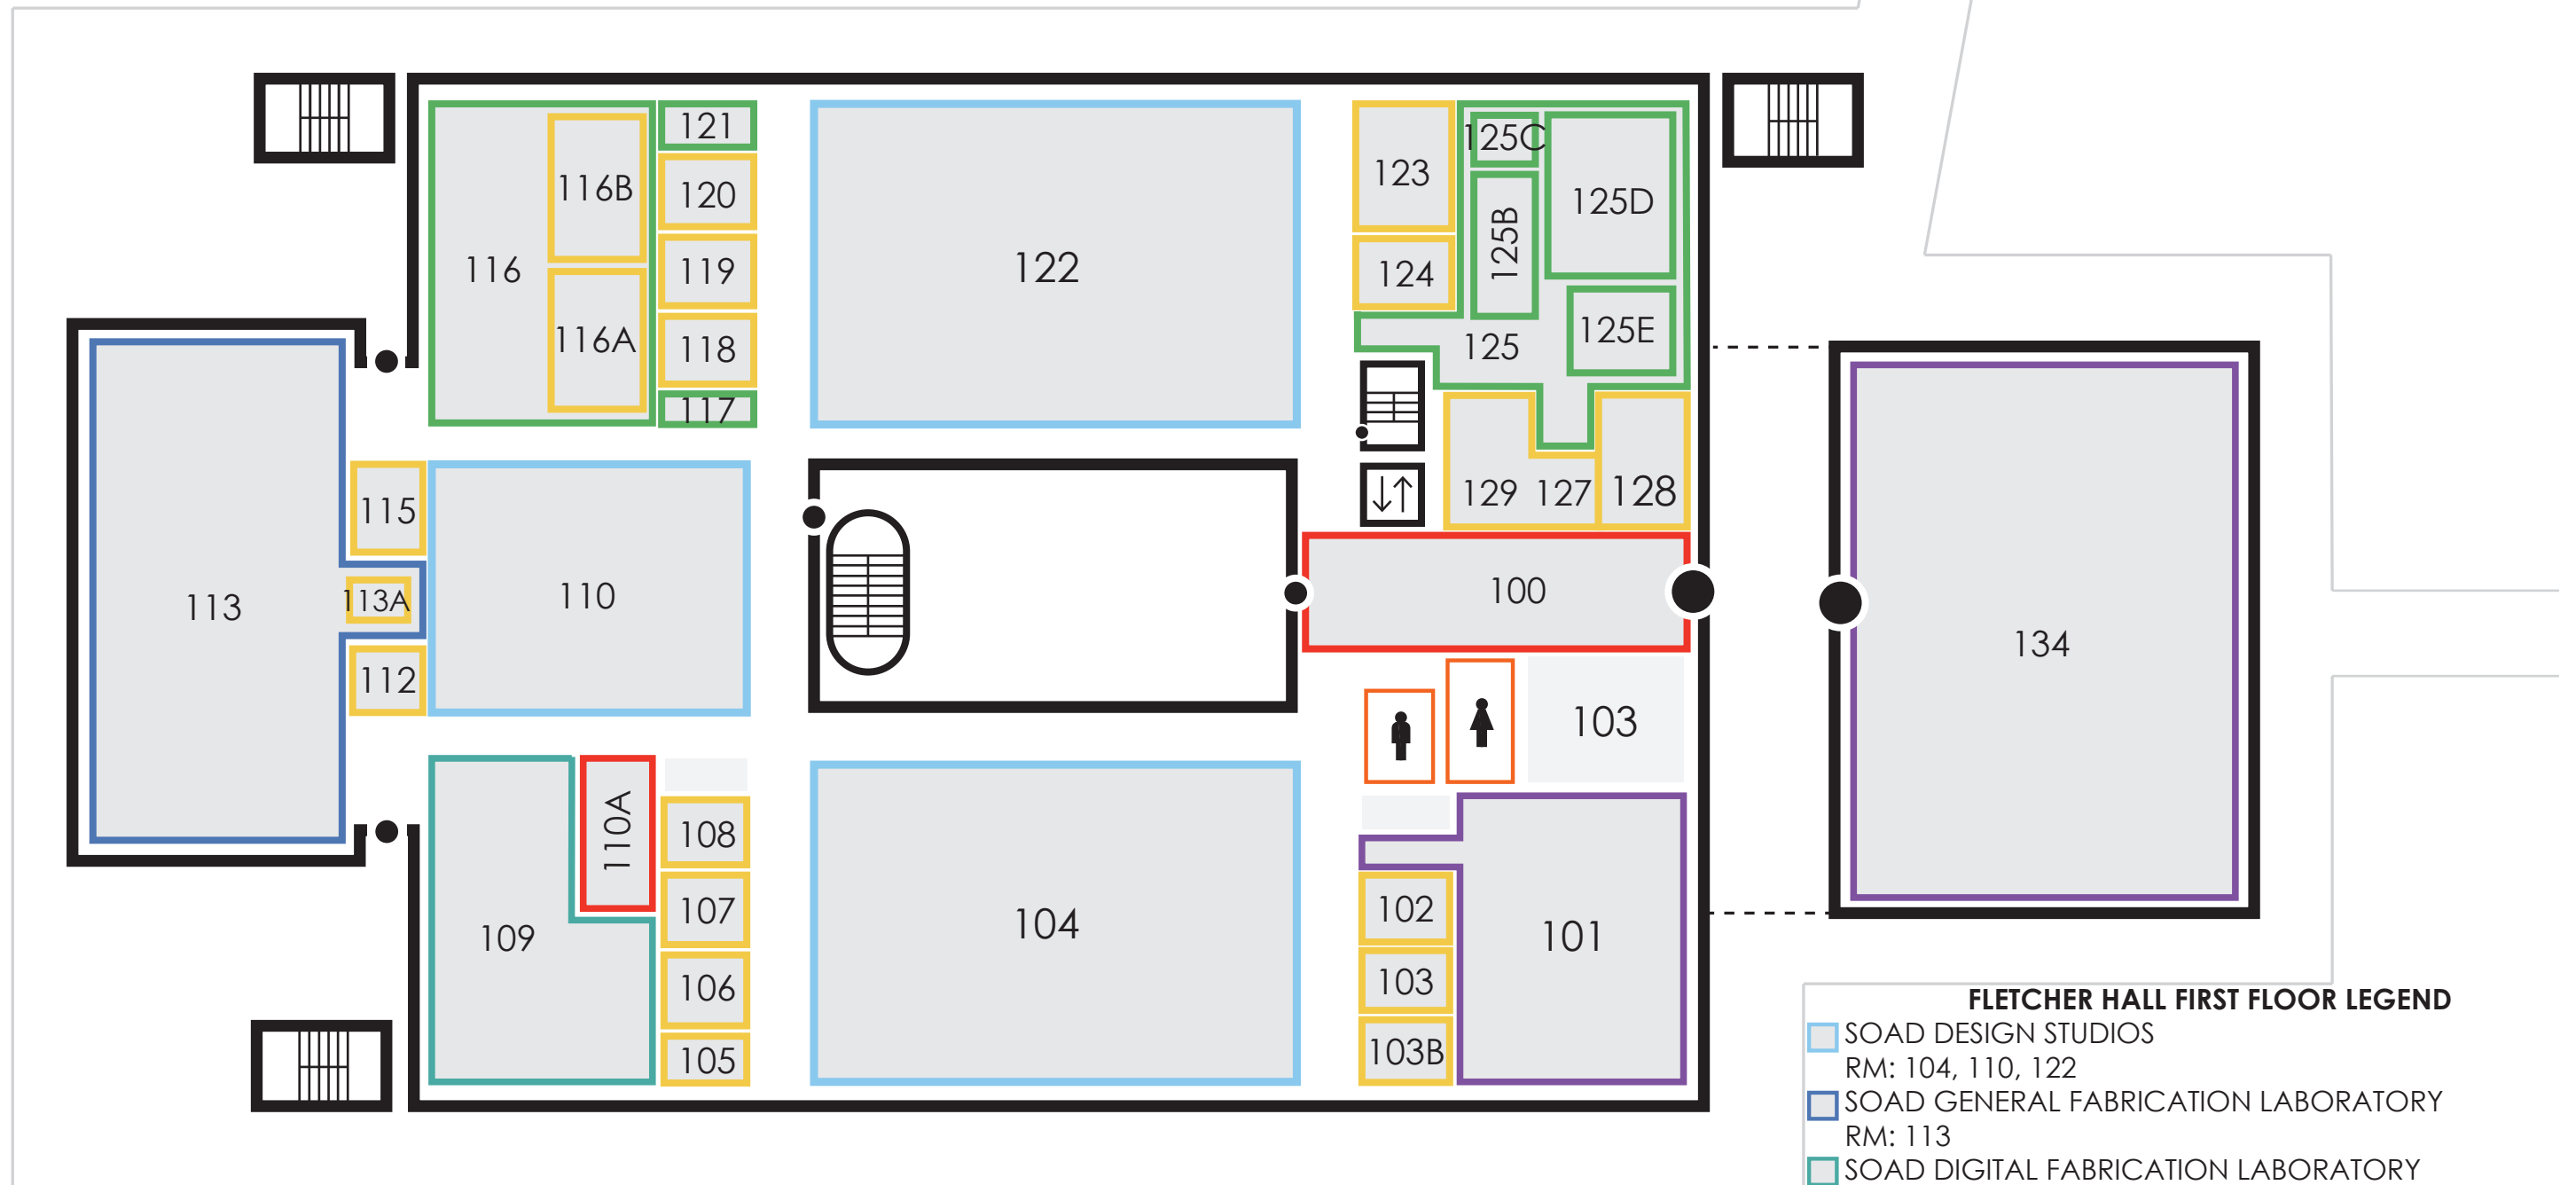 121
125C
123
116B
120
125D
125B
116
119
122
124
125E
116A
118
125
117
115
129
127
128
113A
110
100
113
134
112
103
108
110A
107
102
104
101
109
106
103
105
103B
FLETCHER HALL FIRST FLOOR LEGEND
SOAD DESIGN STUDIOS
RM: 104, 110, 122
SOAD GENERAL FABRICATION LABORATORY
RM: 113
SOAD DIGITAL FABRICATION LABORATORY